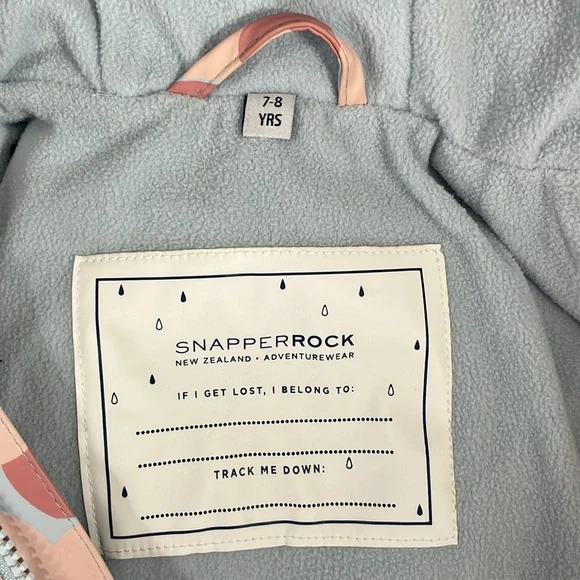 7-8
YRS
SNAPPERROCK
NEW ZEALAND • ADVENTUREWEAR
IF I GET LOST, I BELONG TO:
TRACK ME DOWN: